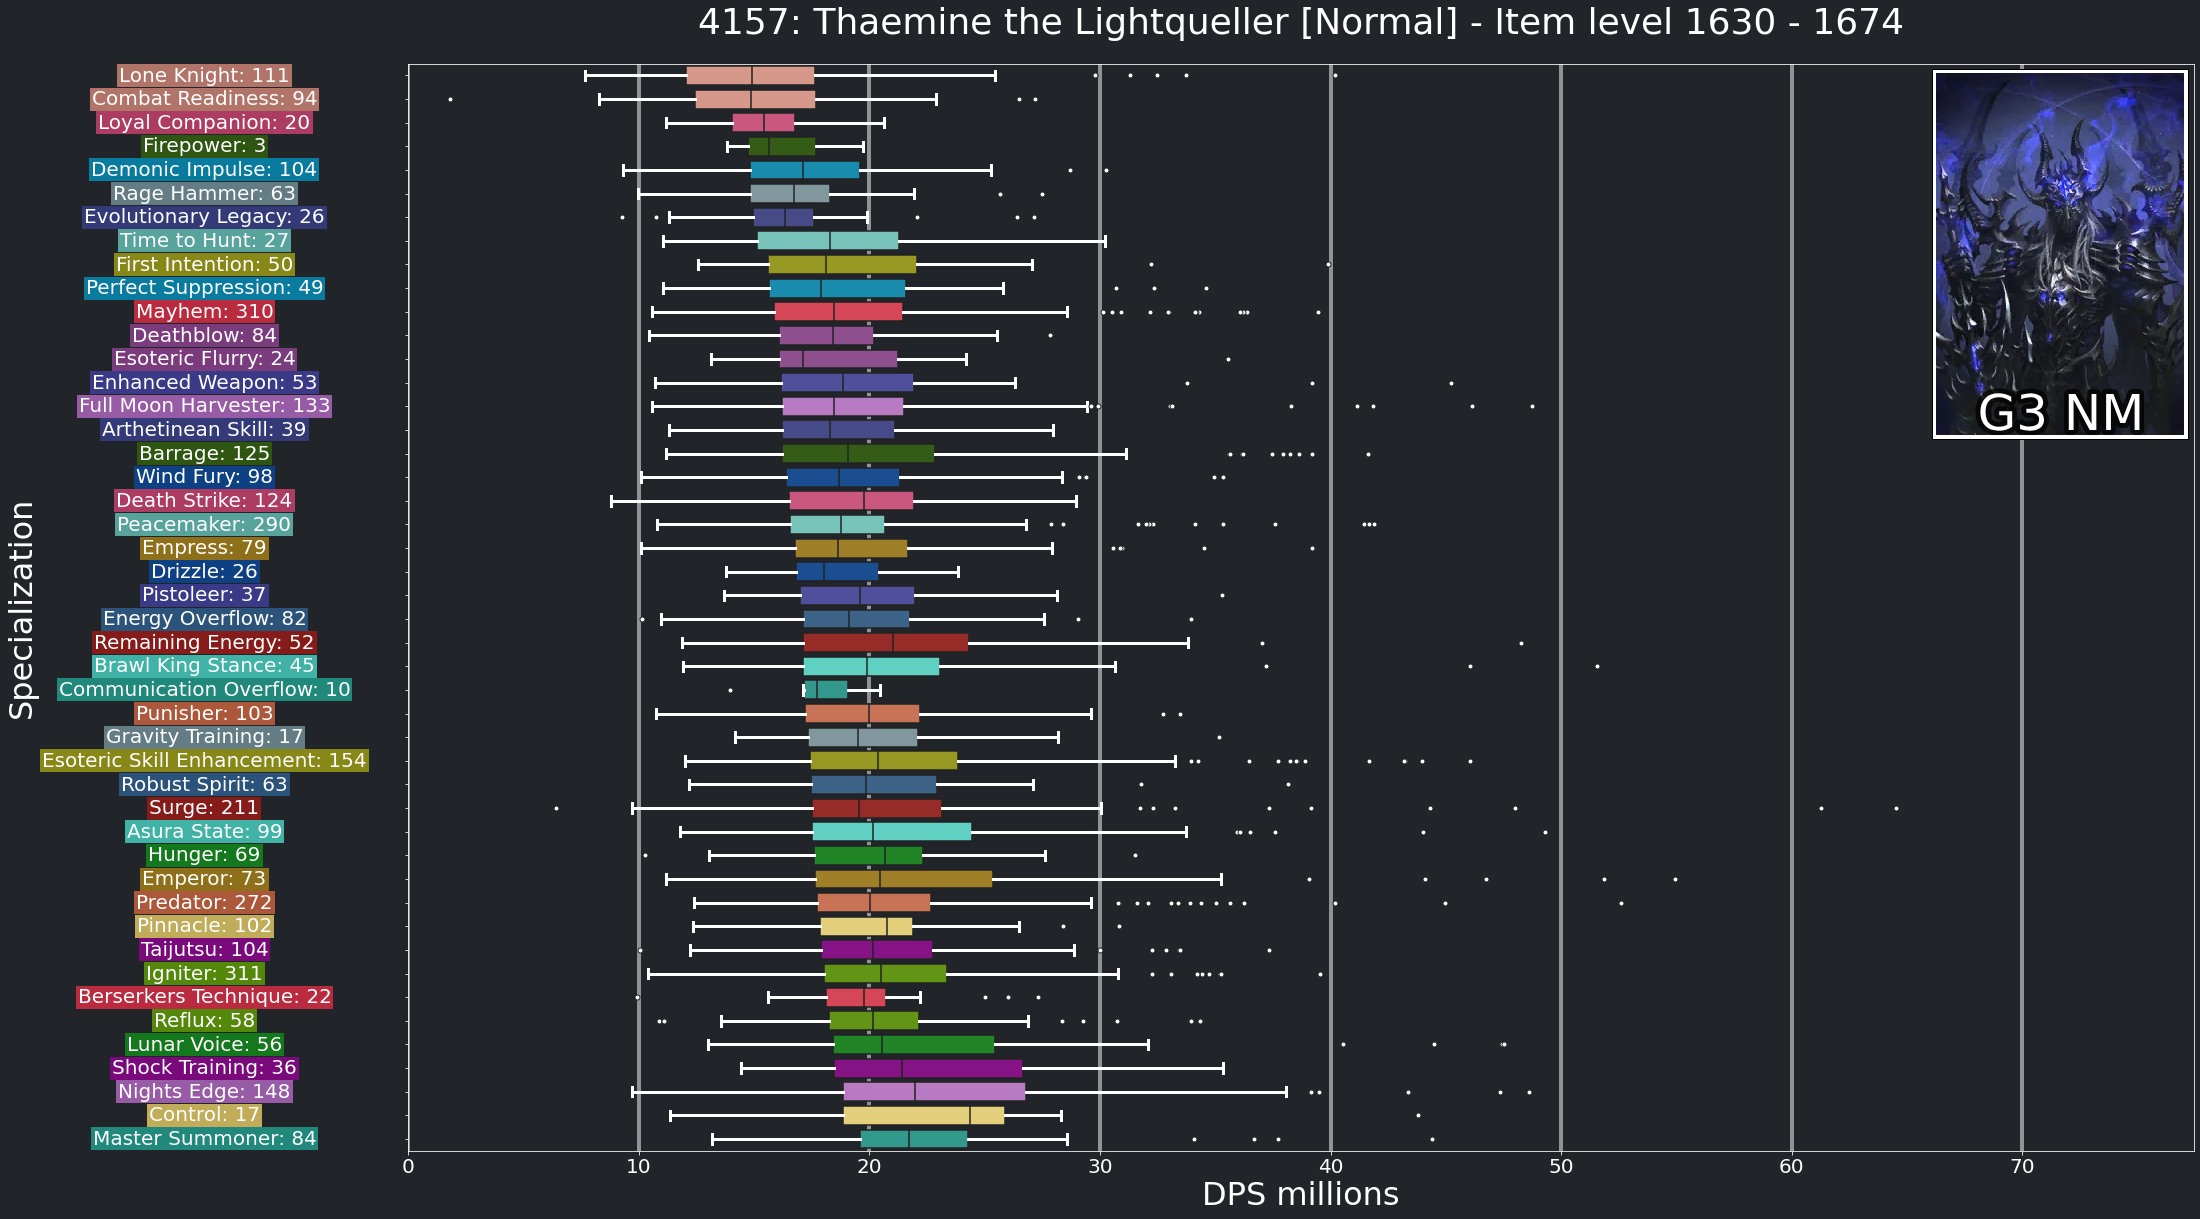 4157: Thaemine the Lightqueller [Normal] - Item level 1630 - 1674
Specialization
Lone Knight: 111
Combat Readiness: 94
Loyal Companion: 20
Firepower: 3
Demonic Impulse: 104
Rage Hammer: 63
Evolutionary Legacy: 26
Time to Hunt: 27
First Intention: 50
Perfect Suppression: 49
Mayhem: 310
Deathblow: 84
Esoteric Flurry: 24
Enhanced Weapon: 53
Full Moon Harvester: 133
Arthetinean Skill: 39
Barrage: 125
Wind Fury: 98
Death Strike: 124
Peacemaker: 290
Empress: 79
Drizzle: 26
Pistoleer: 37
Energy Overflow: 82
Remaining Energy: 52
Brawl King Stance: 45
Communication Overflow: 10
Punisher: 103
Gravity Training: 17
Esoteric Skill Enhancement: 154
Robust Spirit: 63
Surge: 211
Asura State: 99
Hunger: 69
Emperor: 73
Predator: 272
Pinnacle: 102
Taijutsu: 104
Igniter: 311
Berserkers Technique: 22
Reflux: 58
Lunar Voice: 56
Shock Training: 36
Nights Edge: 148
Control: 17
Master Summoner: 84
G3 NM
0 10 20 30 40 50 60 70
DPS millions